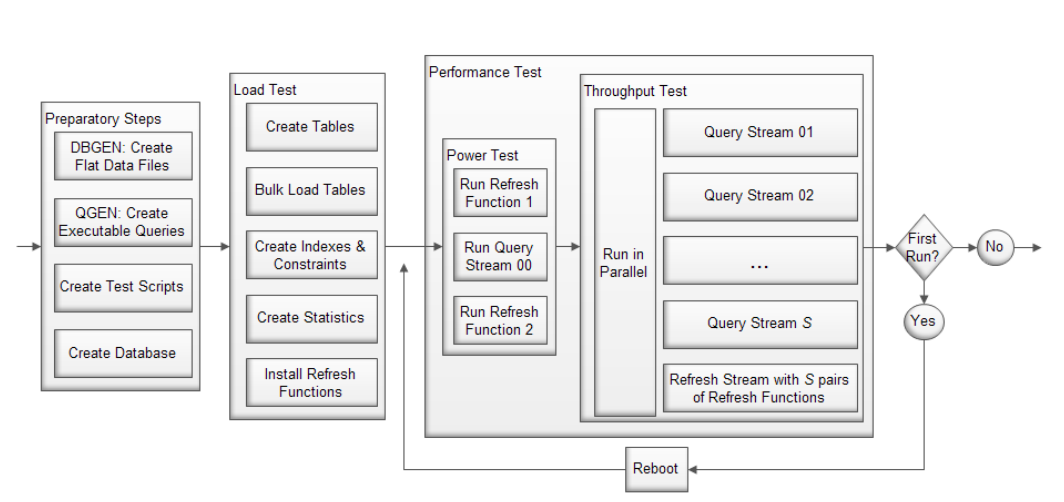 Preparatory Steps
DBGEN: Create
Flat Data Files
QGEN: Create
Executable Queries
Create Test Scripts
Create Database
Load Test
Create Tables
Bulk Load Tables
Create Indexes &
Constraints
Create Statistics
Install Refresh
Functions
Performance Test
Power Test
Run Refresh
Function 1
Run Query
Stream 00
Run Refresh
Function 2
Throughput Test
Run in
Parallel
Query Stream 01
Query Stream 02
...
Query Stream S
Refresh Stream with S pairs
of Refresh Functions
First
Run?
No
Yes
Reboot